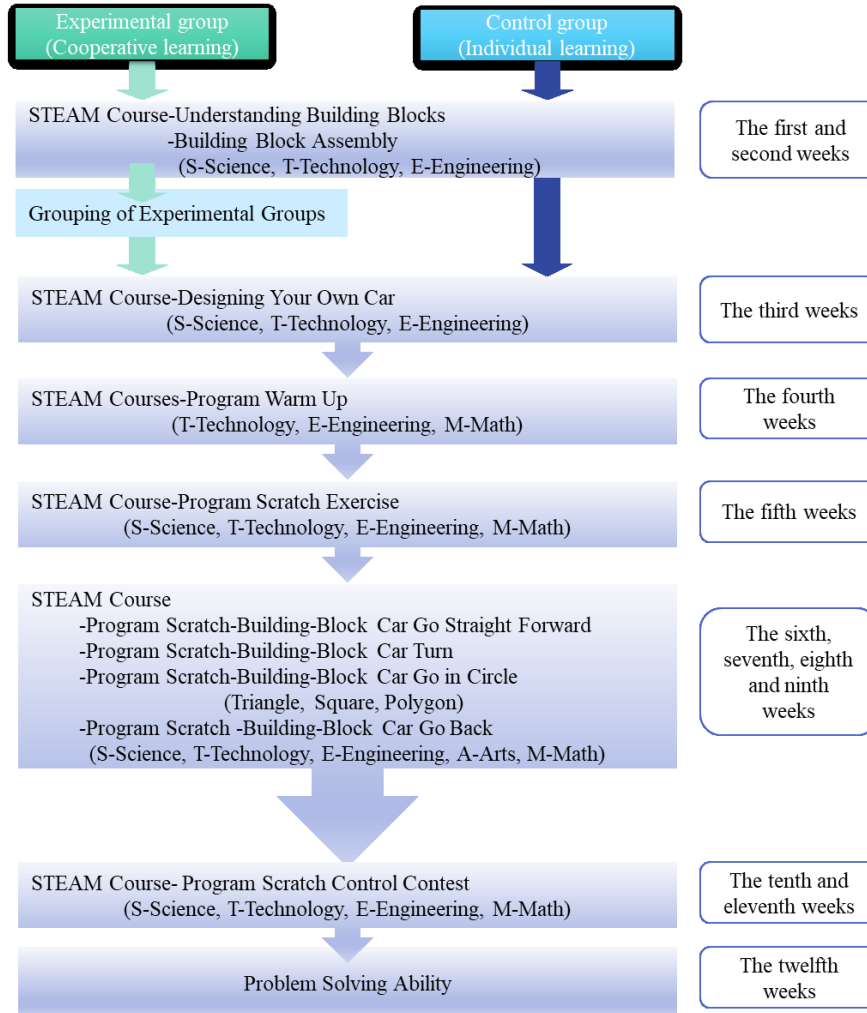 Experimental group
(Cooperative learning)
Control group
(Individual learning)
STEAM Course-Understanding Building Blocks
-Building Block Assembly
(S-Science, T-Technology, E-Engineering)
The first and
second weeks
Grouping of Experimental Groups
STEAM Course-Designing Your Own Car
(S-Science, T-Technology, E-Engineering)
The third weeks
STEAM Courses-Program Warm Up
(T-Technology, E-Engineering, M-Math)
The fourth
weeks
STEAM Course-Program Scratch Exercise
(S-Science, T-Technology, E-Engineering, M-Math)
The fifth weeks
STEAM Course
-Program Scratch-Building-Block Car Go Straight Forward
-Program Scratch-Building-Block Car Turn
-Program Scratch-Building-Block Car Go in Circle
(Triangle, Square, Polygon)
-Program Scratch -Building-Block Car Go Back
(S-Science, T-Technology, E-Engineering, A-Arts, M-Math)
The sixth,
seventh, eighth
and ninth
weeks
STEAM Course- Program Scratch Control Contest
(S-Science, T-Technology, E-Engineering, M-Math)
The tenth and
eleventh weeks
Problem Solving Ability
The twelfth
weeks